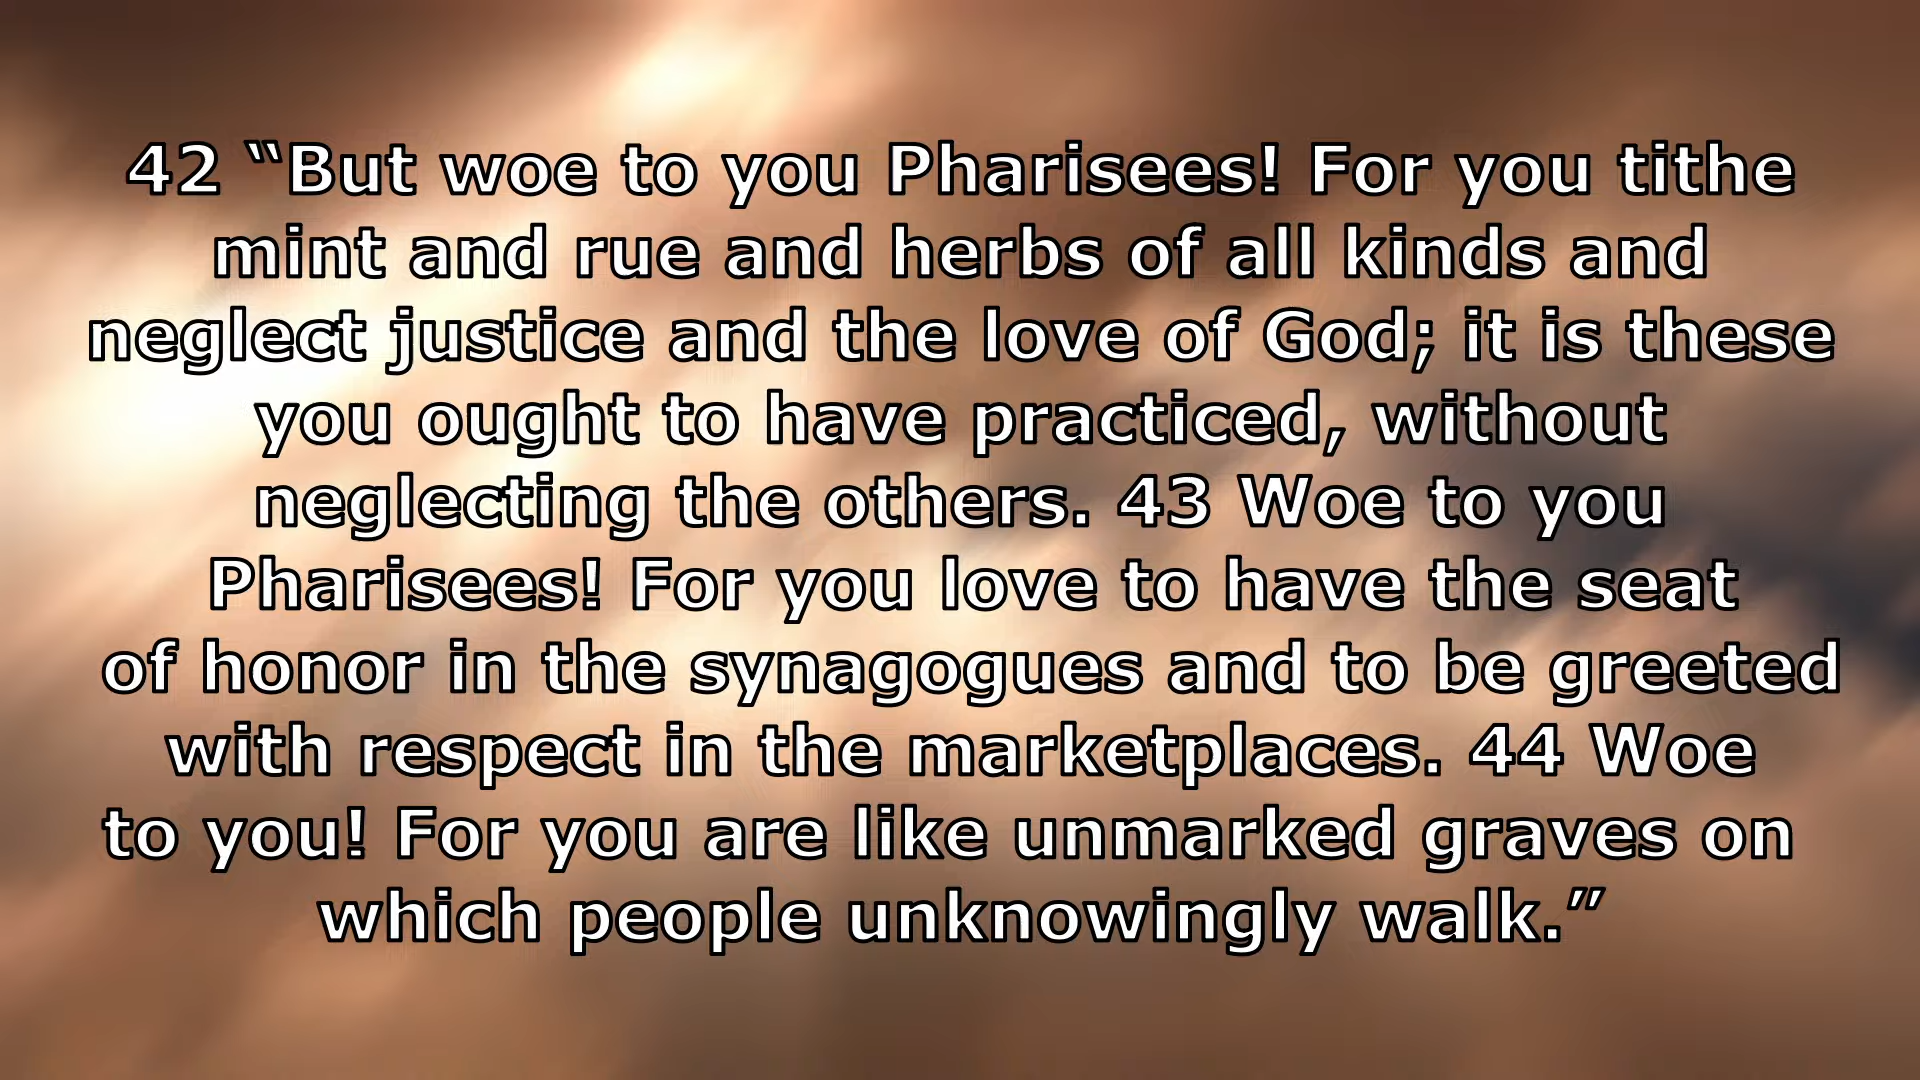 42 “But woe to you Pharisees! For you tithe
mint and rue and herbs of all kinds and
neglect justice and the love of God; it is these
you ought to have practiced, without
neglecting the others. 43 Woe to you
Pharisees! For you love to have the seat
of honor in the synagogues and to be greeted
with respect in the marketplaces. 44 Woe
to you! For you are like unmarked graves on
which people unknowingly walk.”